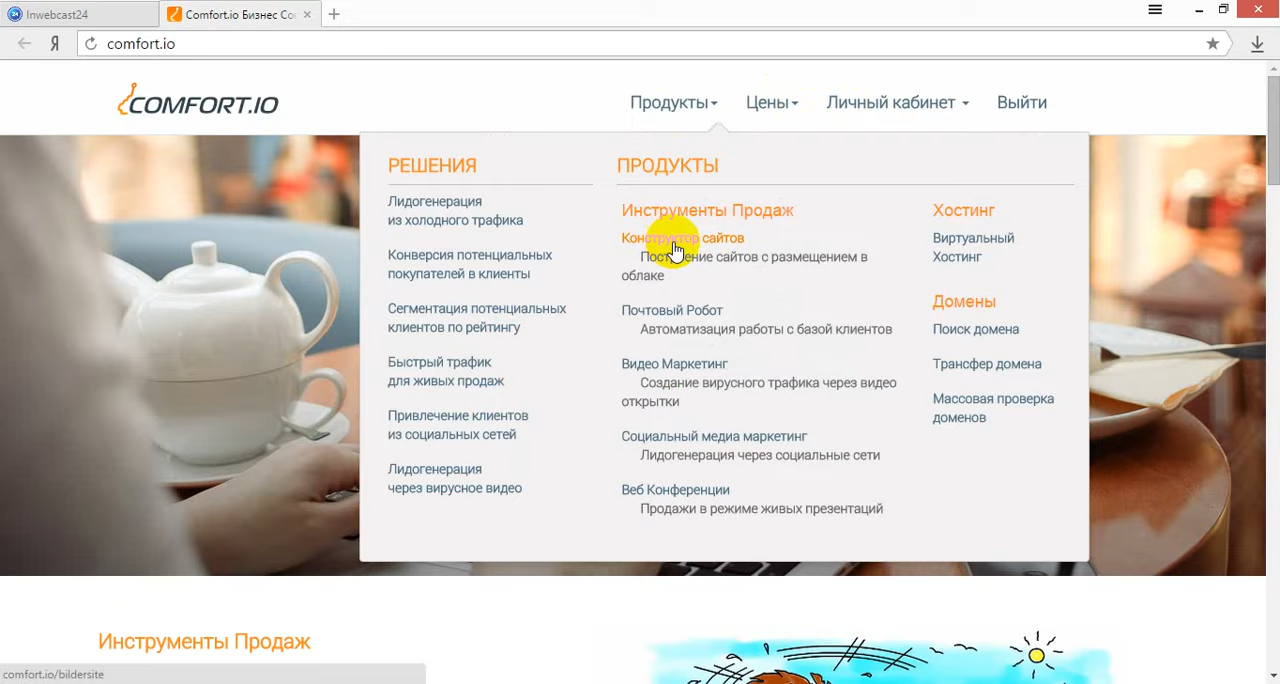 Inwebcast24
Comfort.io Бизнес Со
comfort.io
COMFORT.IO
Продукты
Цены
Личный кабинет
Выйти
РЕШЕНИЯ
Лидогенерация
из холодного трафика
Конверсия потенциальных
покупателей в клиенты
Сегментация потенциальных
клиентов по рейтингу
Быстрый трафик
для живых продаж
Привлечение клиентов
из социальных сетей
Лидогенерация
через вирусное видео
ПРОДУКТЫ
Инструменты Продаж
Конструктор сайтов
Построение сайтов с размещением в
облаке
Почтовый Робот
Автоматизация работы с базой клиентов
Видео Маркетинг
Создание вирусного трафика через видео
открытки
Социальный медиа маркетинг
Лидогенерация через социальные сети
Веб Конференции
Продажи в режиме живых презентаций
Хостинг
Виртуальный
Хостинг
Домены
Поиск домена
Трансфер домена
Массовая проверка
доменов
Инструменты Продаж
comfort.io/bildersite